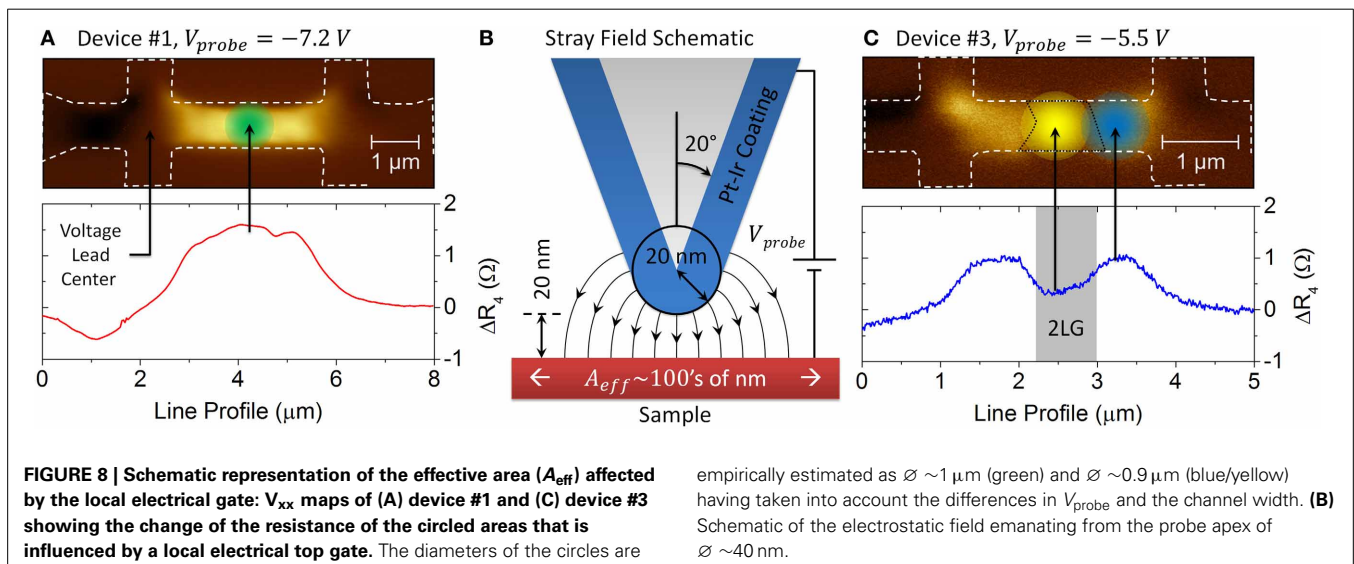 A Device #1, V_probe = −7.2 V
1 μm
Voltage
Lead
Center
2
1
0
-1
ΔR₄ (Ω)
0 2 4 6 8
Line Profile (μm)
B Stray Field Schematic
20°
Pt-Ir Coating
V_probe
20 nm
20 nm
A_eff~100's of nm
Sample
C Device #3, V_probe = −5.5 V
1 μm
2LG
2
1
0
-1
ΔR₄ (Ω)
0 1 2 3 4 5
Line Profile (μm)
FIGURE 8 | Schematic representation of the effective area (A_eff) affected
by the local electrical gate: V_xx maps of (A) device #1 and (C) device #3
showing the change of the resistance of the circled areas that is
influenced by a local electrical top gate. The diameters of the circles are
empirically estimated as ∅ ~1 μm (green) and ∅ ~0.9 μm (blue/yellow)
having taken into account the differences in V_probe and the channel width. (B)
Schematic of the electrostatic field emanating from the probe apex of
∅ ~40 nm.